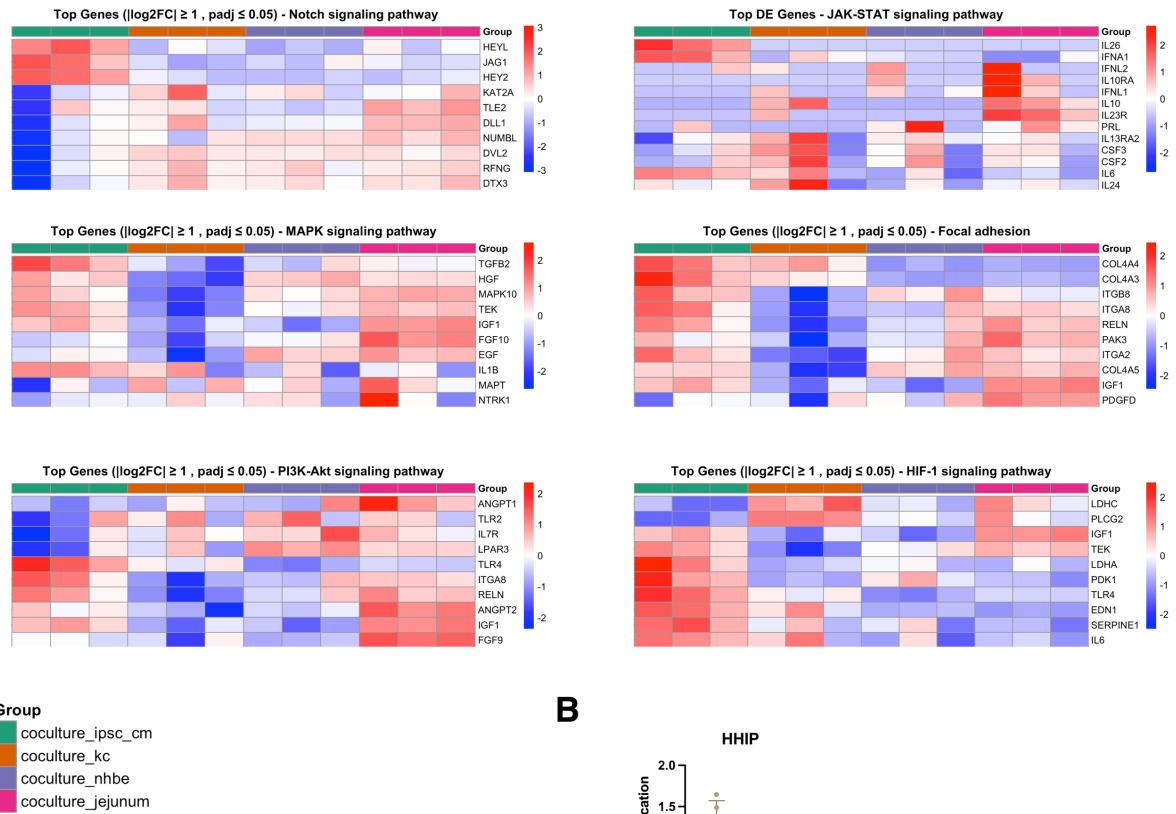 Top Genes (|log2FC| ≥ 1 , padj ≤ 0.05) - Notch signaling pathway
Group
HEYL
JAG1
HEY2
KAT2A
TLE2
DLL1
NUMBL
DVL2
RFNG
DTX3
3
2
1
0
-1
-2
-3
Top DE Genes - JAK-STAT signaling pathway
Group
IL26
IFNA1
IFNL2
IL10RA
IFNL1
IL10
IL23R
PRL
IL13RA2
CSF3
CSF2
IL6
IL24
2
1
0
-1
-2
Top Genes (|log2FC| ≥ 1 , padj ≤ 0.05) - MAPK signaling pathway
Group
TGFB2
HGF
MAPK10
TEK
IGF1
FGF10
EGF
IL1B
MAPT
NTRK1
2
1
0
-1
-2
Top Genes (|log2FC| ≥ 1 , padj ≤ 0.05) - Focal adhesion
Group
COL4A4
COL4A3
ITGB8
ITGA8
RELN
PAK3
ITGA2
COL4A5
IGF1
PDGFD
2
1
0
-1
-2
Top Genes (|log2FC| ≥ 1 , padj ≤ 0.05) - PI3K-Akt signaling pathway
Group
ANGPT1
TLR2
IL7R
LPAR3
TLR4
ITGA8
RELN
ANGPT2
IGF1
FGF9
2
1
0
-1
-2
Top Genes (|log2FC| ≥ 1 , padj ≤ 0.05) - HIF-1 signaling pathway
Group
LDHC
PLCG2
IGF1
TEK
LDHA
PDK1
TLR4
EDN1
SERPINE1
IL6
2
1
0
-1
-2
Group
coculture_ipsc_cm
coculture_kc
coculture_nhbe
coculture_jejunum
B
HHIP
2.0
1.5